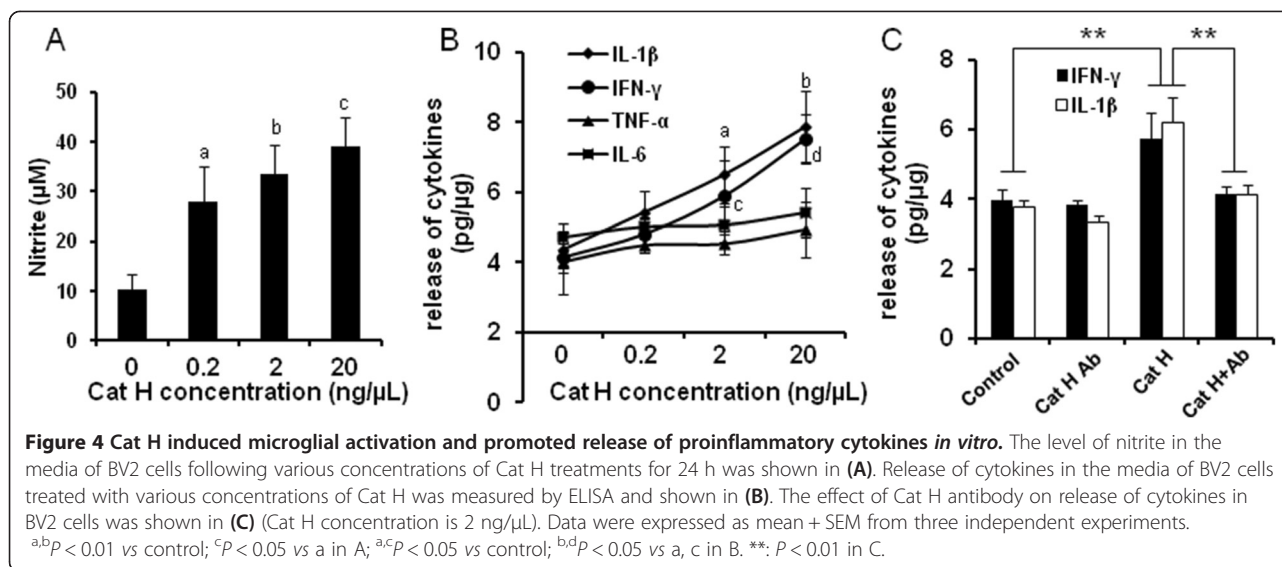 A
Nitrite (µM)
50
40
30
20
10
0
a
b
c
0 0.2 2 20
Cat H concentration (ng/µL)
B
release of cytokines
(pg/µg)
10
8
6
4
2
0
IL-1β
IFN-γ
TNF-α
IL-6
a
b
c
d
0 0.2 2 20
Cat H concentration (ng/µL)
C
release of cytokines
(pg/µg)
8
6
4
2
0
** **
IFN-γ
IL-1β
Control Cat H Ab Cat H Cat H+Ab
Figure 4 Cat H induced microglial activation and promoted release of proinflammatory cytokines in vitro. The level of nitrite in the
media of BV2 cells following various concentrations of Cat H treatments for 24 h was shown in (A). Release of cytokines in the media of BV2 cells
treated with various concentrations of Cat H was measured by ELISA and shown in (B). The effect of Cat H antibody on release of cytokines in
BV2 cells was shown in (C) (Cat H concentration is 2 ng/µL). Data were expressed as mean + SEM from three independent experiments.
a,bP < 0.01 vs control; cP < 0.05 vs a in A; a,cP < 0.05 vs control; b,dP < 0.05 vs a, c in B. **: P < 0.01 in C.